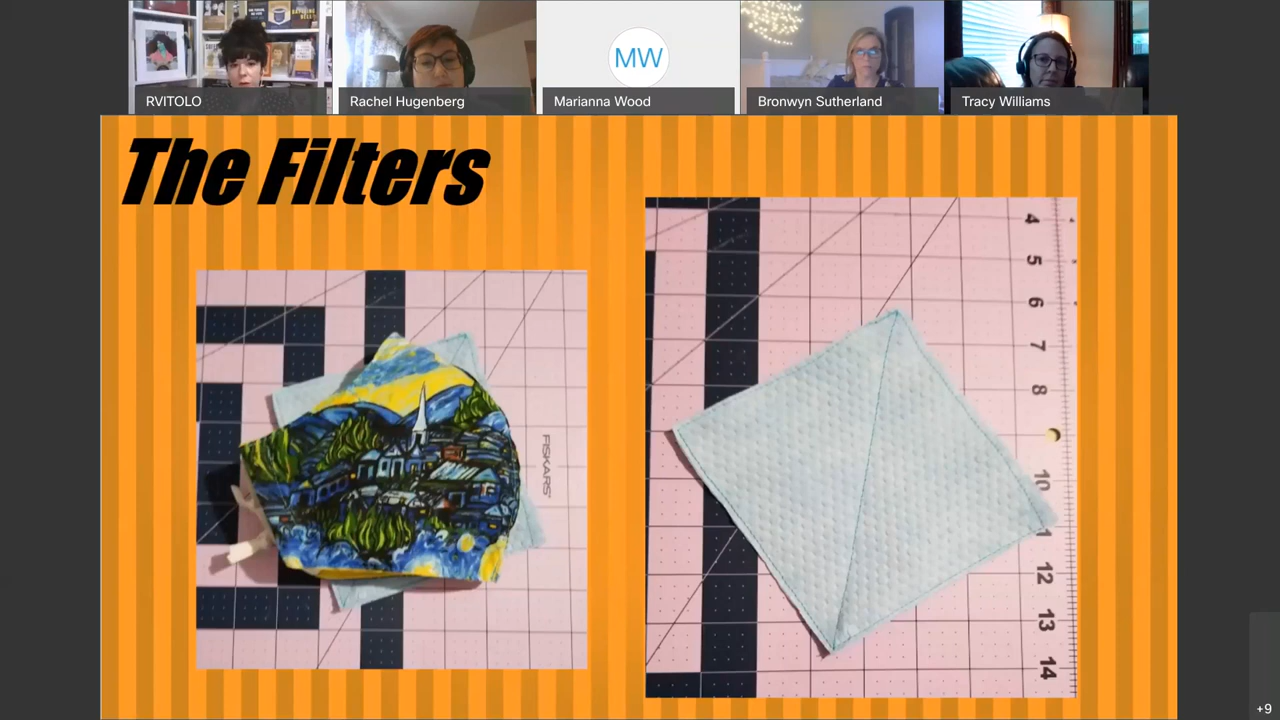 MW
RVITOLO
Rachel Hugenberg
Marianna Wood
Bronwyn Sutherland
Tracy Williams
The Filters
FISKARS
4
5
6
7
8
10
12
13
14
+9